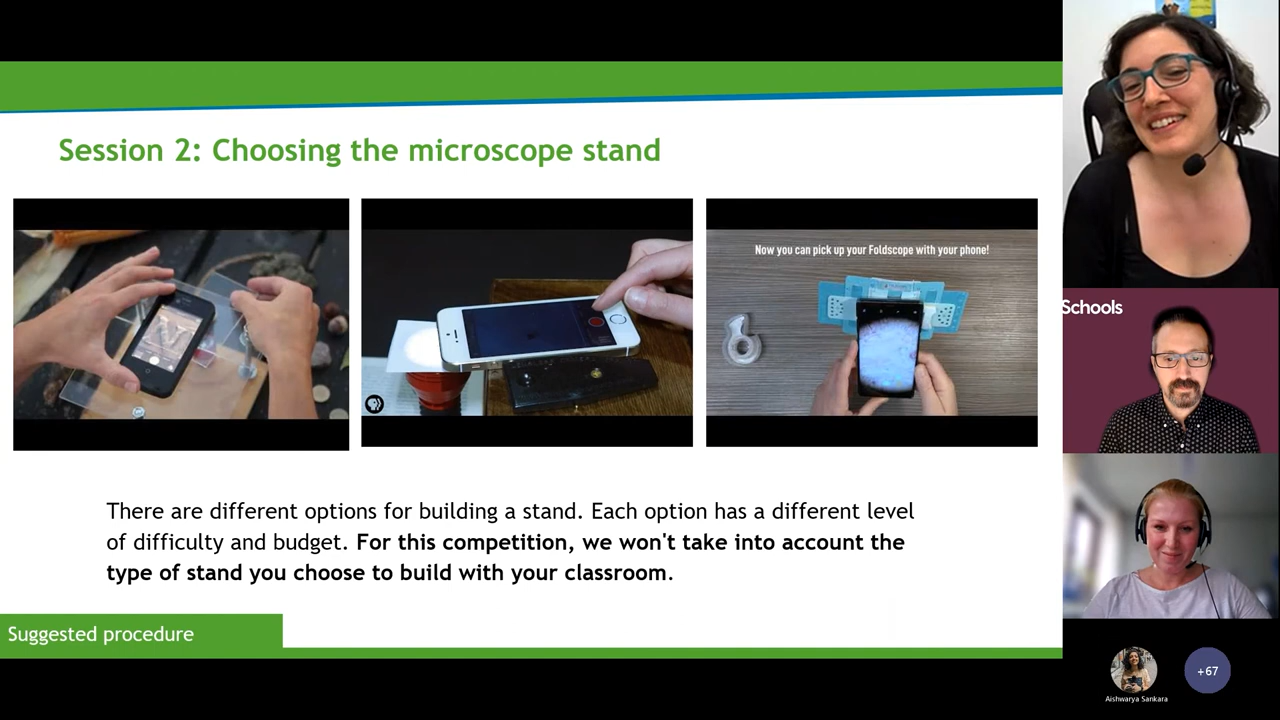 Session 2: Choosing the microscope stand
Now you can pick up your Foldscope with your phone!
There are different options for building a stand. Each option has a different level
of difficulty and budget. For this competition, we won't take into account the
type of stand you choose to build with your classroom.
Suggested procedure
Schools
Aishwarya Sankara
+67